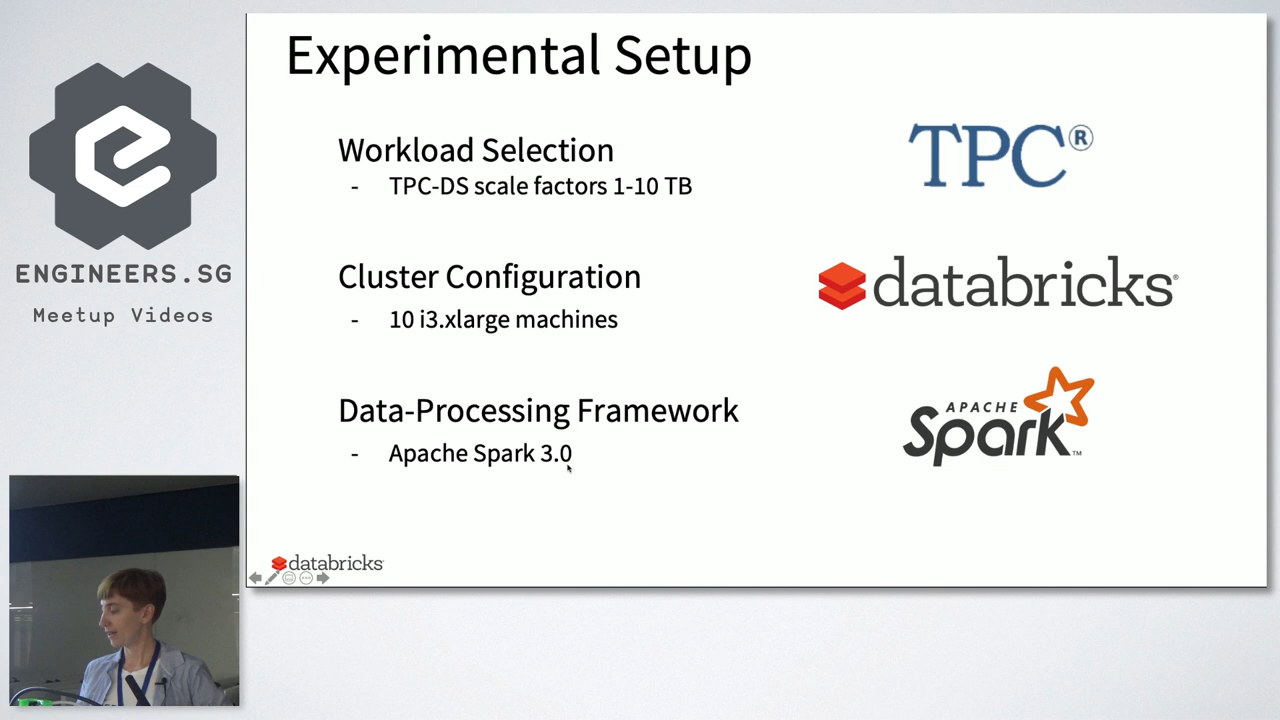 Experimental Setup
Workload Selection
- TPC-DS scale factors 1-10 TB
TPC®
Cluster Configuration
- 10 i3.xlarge machines
databricks®
Data-Processing Framework
- Apache Spark 3.0
APACHE
Spark™
databricks
ENGINEERS.SG
Meetup Videos